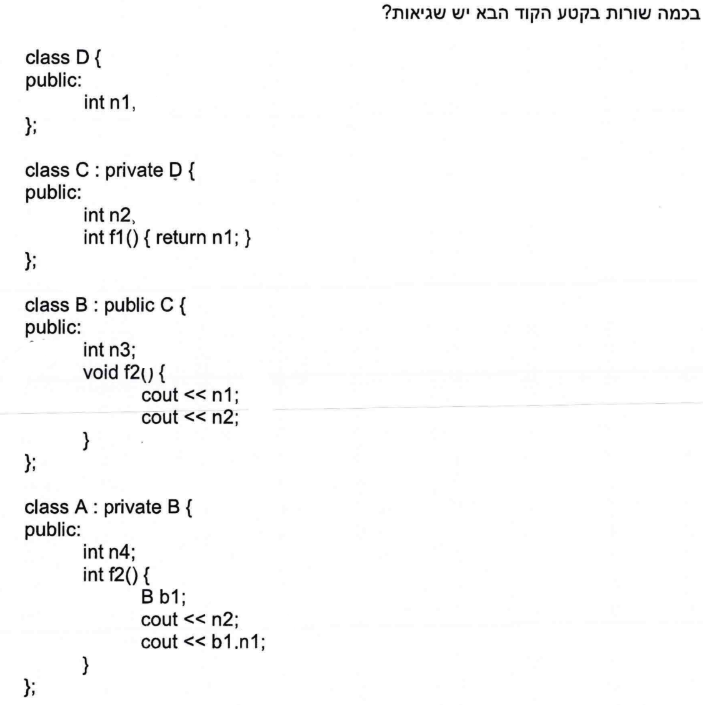 בכמה שורות בקטע הקוד הבא יש שגיאות?
class D {
public:
int n1,
};
class C : private D {
public:
int n2,
int f1() { return n1; }
};
class B : public C {
public:
int n3;
void f2() {
cout << n1;
cout << n2;
}
};
class A : private B {
public:
int n4;
int f2() {
B b1;
cout << n2;
cout << b1.n1;
}
};